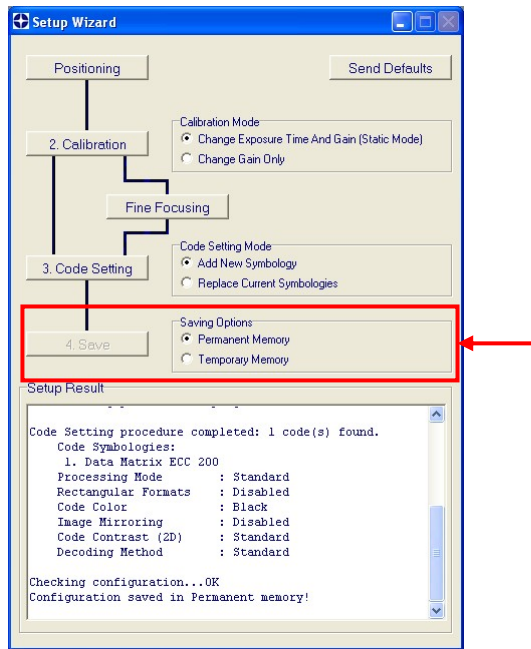 Setup Wizard
Positioning
Send Defaults
Calibration Mode
2. Calibration
Change Exposure Time And Gain (Static Mode)
Change Gain Only
Fine Focusing
Code Setting Mode
3. Code Setting
Add New Symbology
Replace Current Symbologies
Saving Options
4. Save
Permanent Memory
Temporary Memory
Setup Result
Code Setting procedure completed: 1 code(s) found.
Code Symbologies:
1. Data Matrix ECC 200
Processing Mode : Standard
Rectangular Formats : Disabled
Code Color : Black
Image Mirroring : Disabled
Code Contrast (2D) : Standard
Decoding Method : Standard
Checking configuration...OK
Configuration saved in Permanent memory!